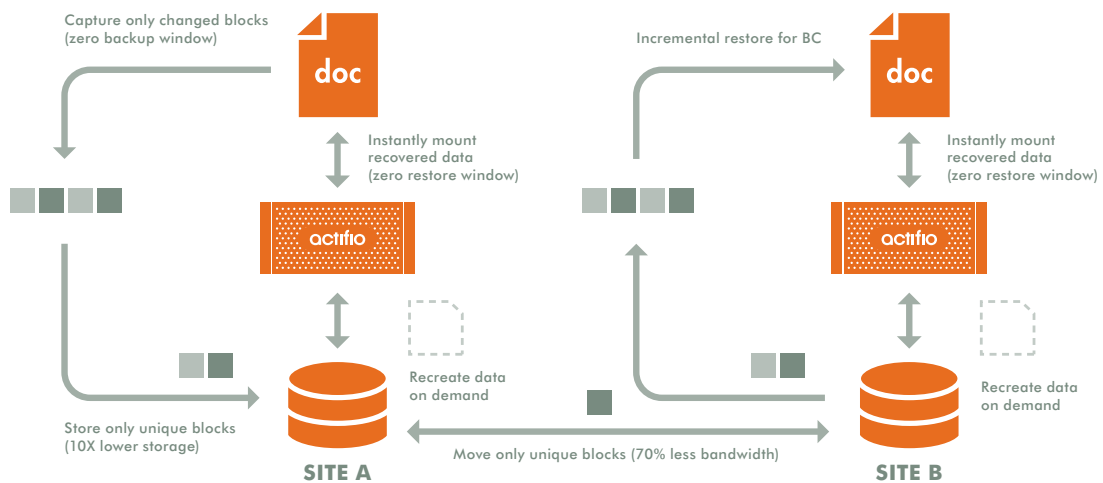 Capture only changed blocks
(zero backup window)
doc
Instantly mount
recovered data
(zero restore window)
actifio
Recreate data
on demand
Store only unique blocks
(10X lower storage)
SITE A
Move only unique blocks (70% less bandwidth)
Incremental restore for BC
doc
Instantly mount
recovered data
(zero restore window)
actifio
Recreate data
on demand
SITE B